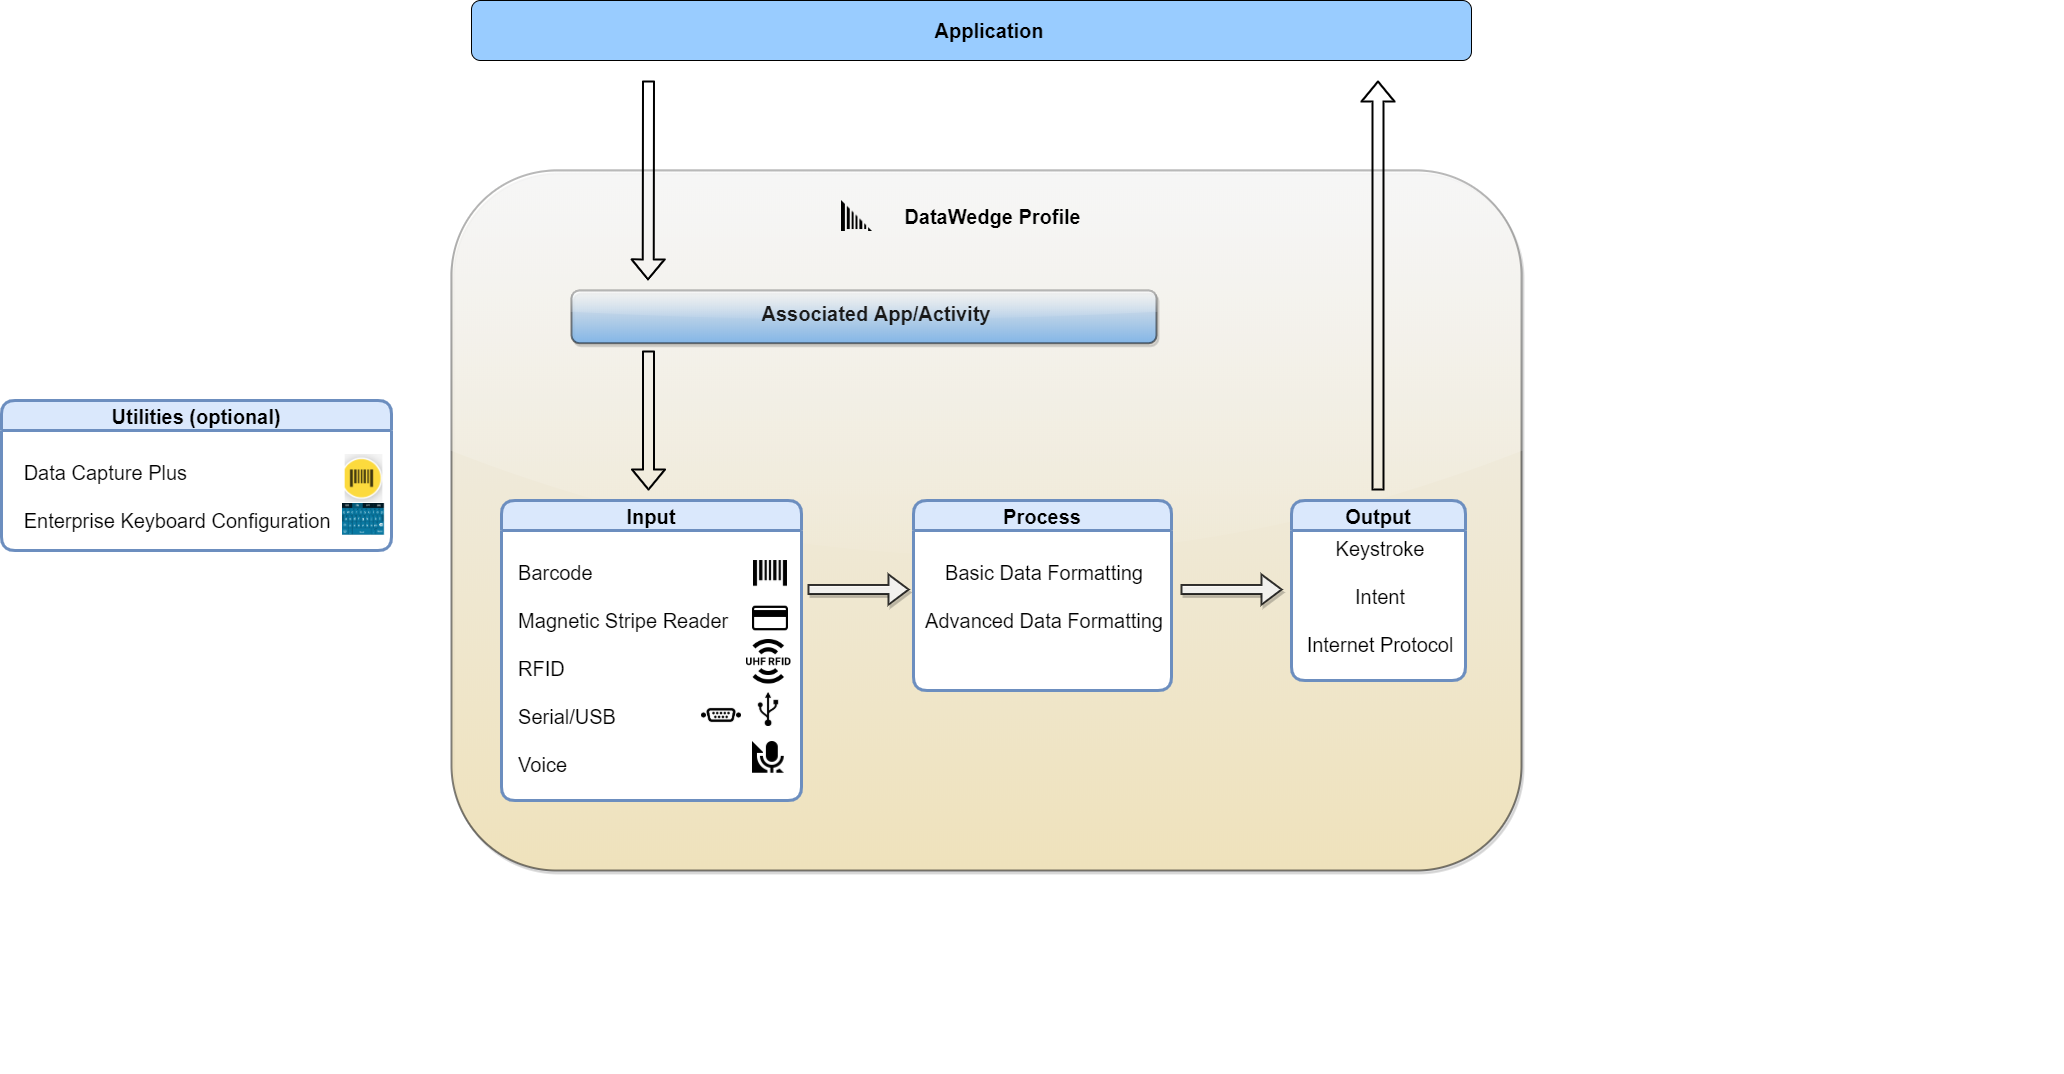 Application
DataWedge Profile
Associated App/Activity
Utilities (optional)
Data Capture Plus
Enterprise Keyboard Configuration
Input
Barcode
Magnetic Stripe Reader
RFID
UHF RFID
Serial/USB
Voice
Process
Basic Data Formatting
Advanced Data Formatting
Output
Keystroke
Intent
Internet Protocol